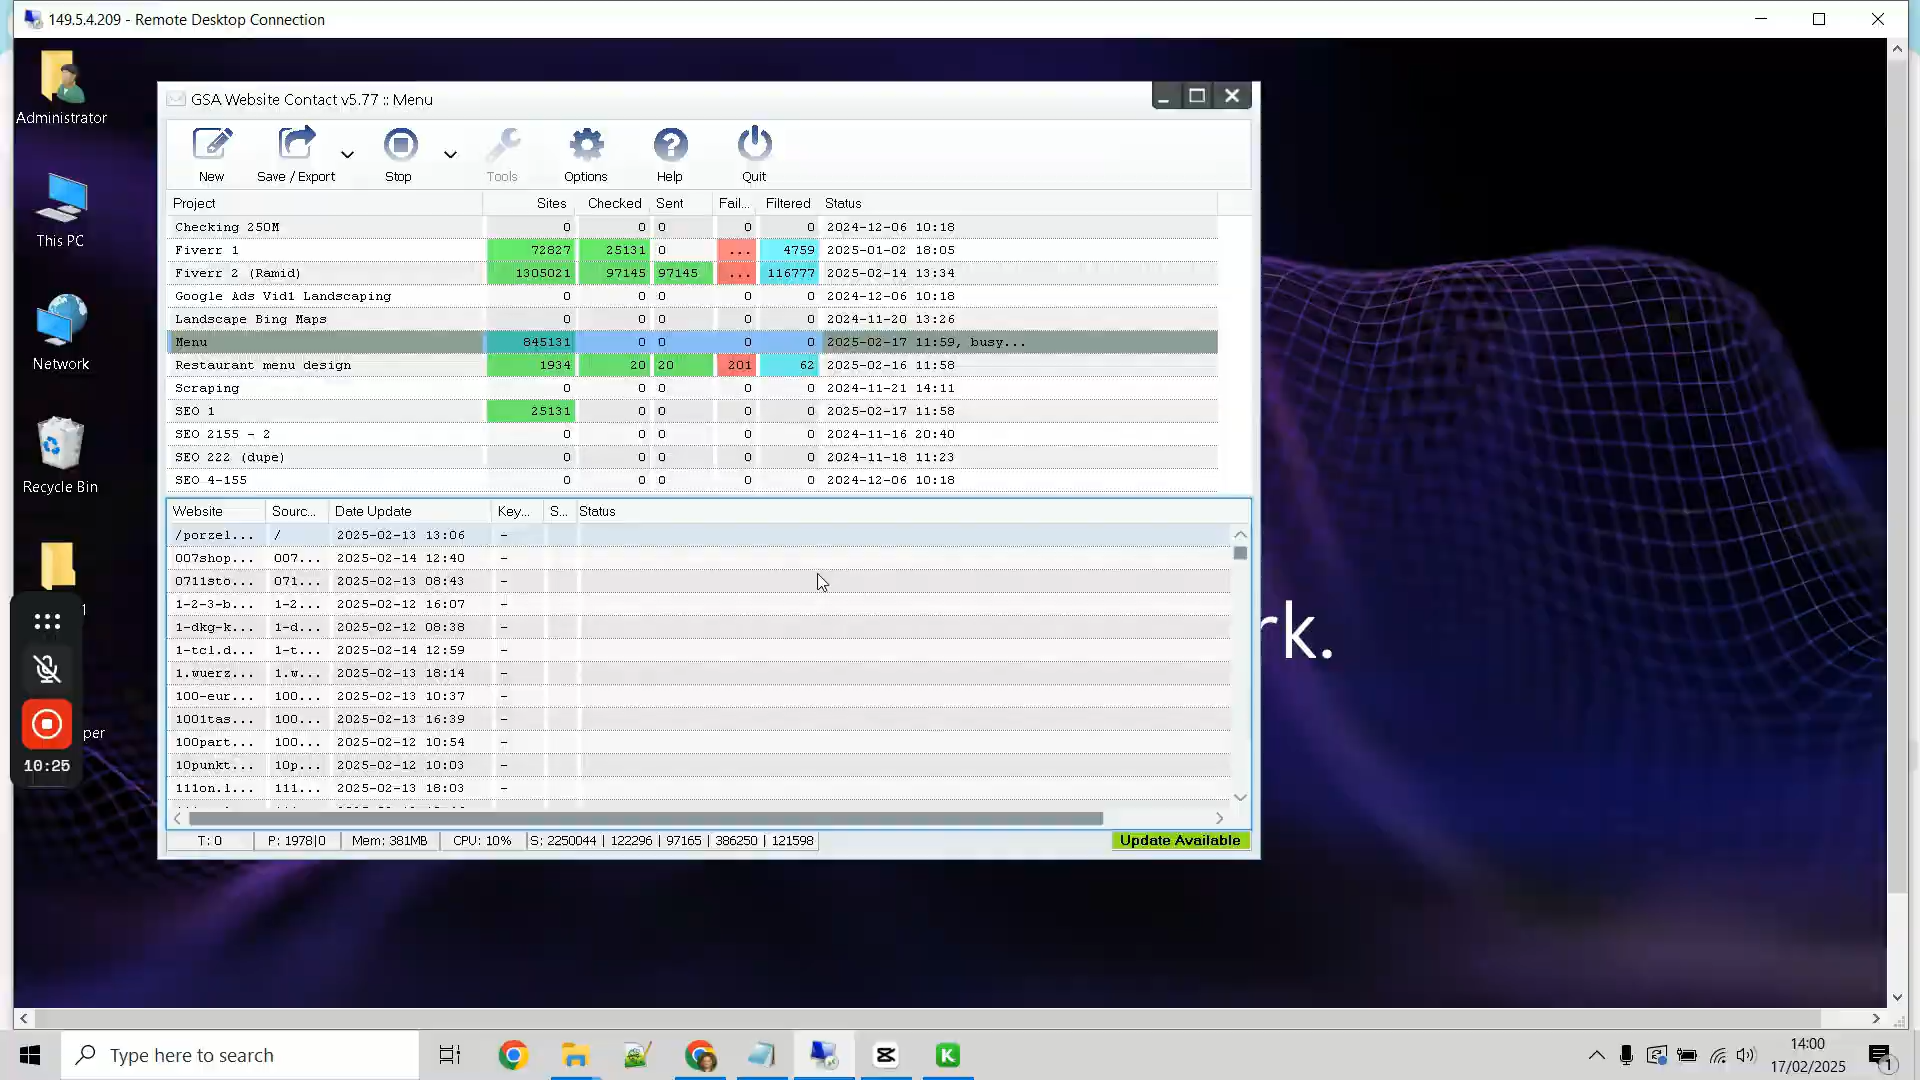 149.5.4.209 - Remote Desktop Connection
Administrator
This PC
Network
Recycle Bin
1
per
10:25
GSA Website Contact v5.77 :: Menu
New Save / Export Stop Tools Options Help Quit
Project Sites Checked Sent Fail... Filtered Status
Checking 250M 0 0 0 0 0 2024-12-06 10:18
Fiverr 1 72827 25131 0 ... 4759 2025-01-02 18:05
Fiverr 2 (Ramid) 1305021 97145 97145 ... 116777 2025-02-14 13:34
Google Ads Vid1 Landscaping 0 0 0 0 0 2024-12-06 10:18
Landscape Bing Maps 0 0 0 0 0 2024-11-20 13:26
Menu 845131 0 0 0 0 2025-02-17 11:59, busy...
Restaurant menu design 1934 20 20 201 62 2025-02-16 11:58
Scraping 0 0 0 0 0 2024-11-21 14:11
SEO 1 25131 0 0 0 0 2025-02-17 11:58
SEO 2155 - 2 0 0 0 0 0 2024-11-16 20:40
SEO 222 (dupe) 0 0 0 0 0 2024-11-18 11:23
SEO 4-155 0 0 0 0 0 2024-12-06 10:18
Website Sourc... Date Update Key... S... Status
/porzel... / 2025-02-13 13:06 -
007shop... 007... 2025-02-14 12:40 -
0711sto... 071... 2025-02-13 08:43 -
1-2-3-b... 1-2... 2025-02-12 16:07 -
1-dkg-k... 1-d... 2025-02-12 08:38 -
1-tcl.d... 1-t... 2025-02-14 12:59 -
1.wuerz... 1.w... 2025-02-13 18:14 -
100-eur... 100... 2025-02-13 10:37 -
1001tas... 100... 2025-02-13 16:39 -
100part... 100... 2025-02-12 10:54 -
10punkt... 10p... 2025-02-12 10:03 -
111on.l... 111... 2025-02-13 18:03 -
T: 0 P: 1978|0 Mem: 381MB CPU: 10% S: 2250044 | 122296 | 97165 | 386250 | 121598 Update Available
rk.
Type here to search
K
14:00
17/02/2025
1